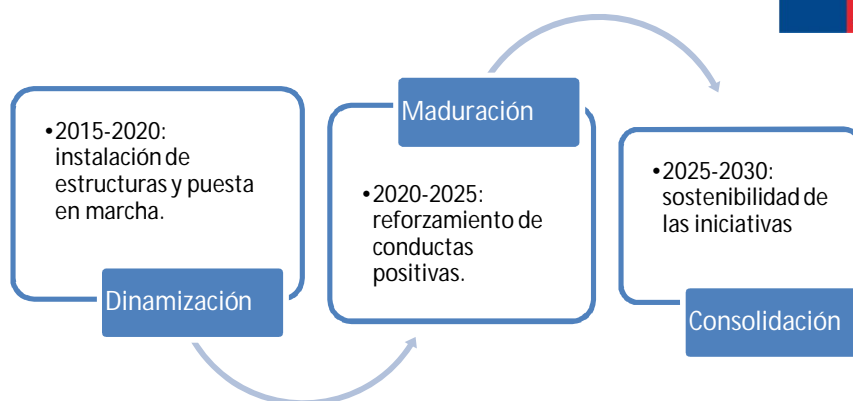 •2015-2020:
instalación de
estructuras y puesta
en marcha.
Dinamización
Maduración
•2020-2025:
reforzamiento de
conductas
positivas.
•2025-2030:
sostenibilidad de
las iniciativas
Consolidación